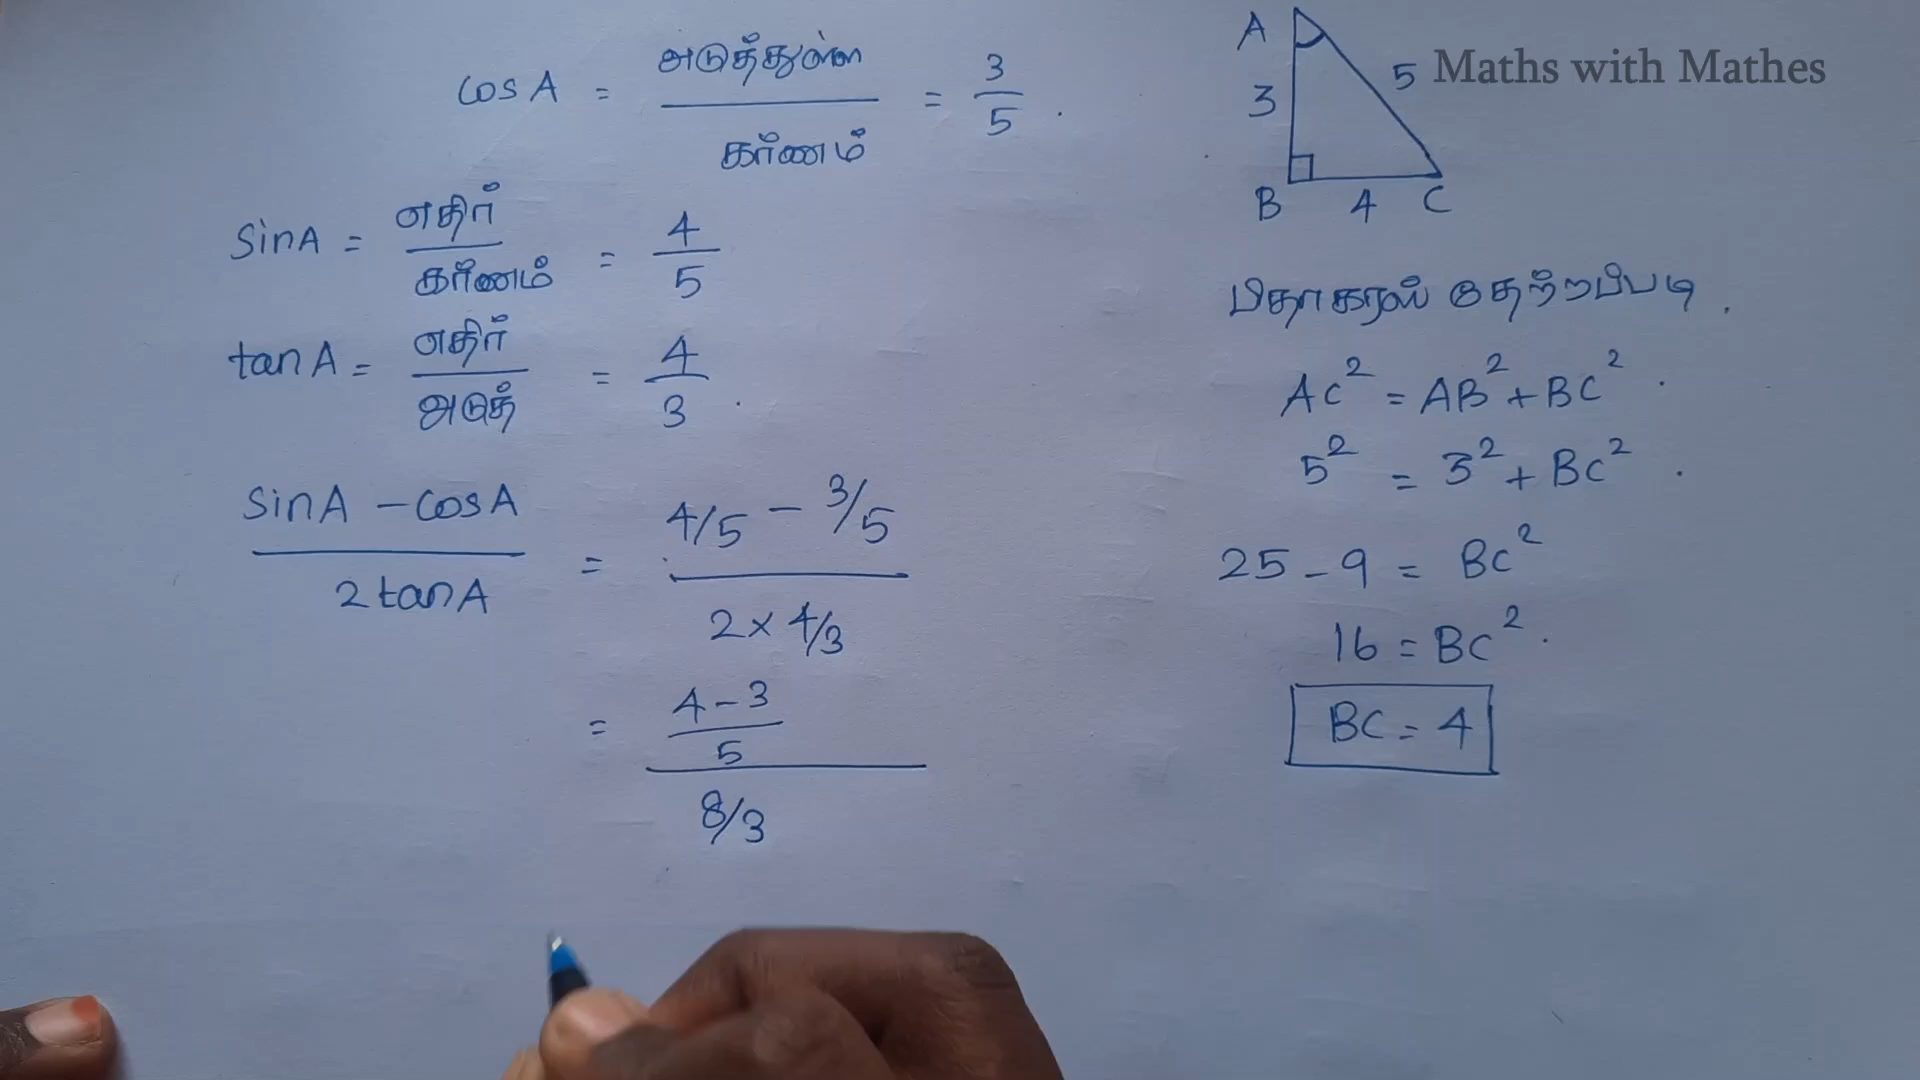 cos A = அடுத்துள்ள / கர்ணம் = 3/5 .
sin A = எதிர் / கர்ணம் = 4/5
tan A = எதிர் / அடுத் = 4/3 .
sin A - cos A / 2 tan A = 4/5 - 3/5 / 2 × 4/3
= 4 - 3 / 5 / 8/3
A
3
5
B
4
C
Maths with Mathes
பிதாகரஸ் தேற்றப்படி .
AC² = AB² + BC² .
5² = 3² + BC² .
25 - 9 = BC²
16 = BC² .
BC = 4